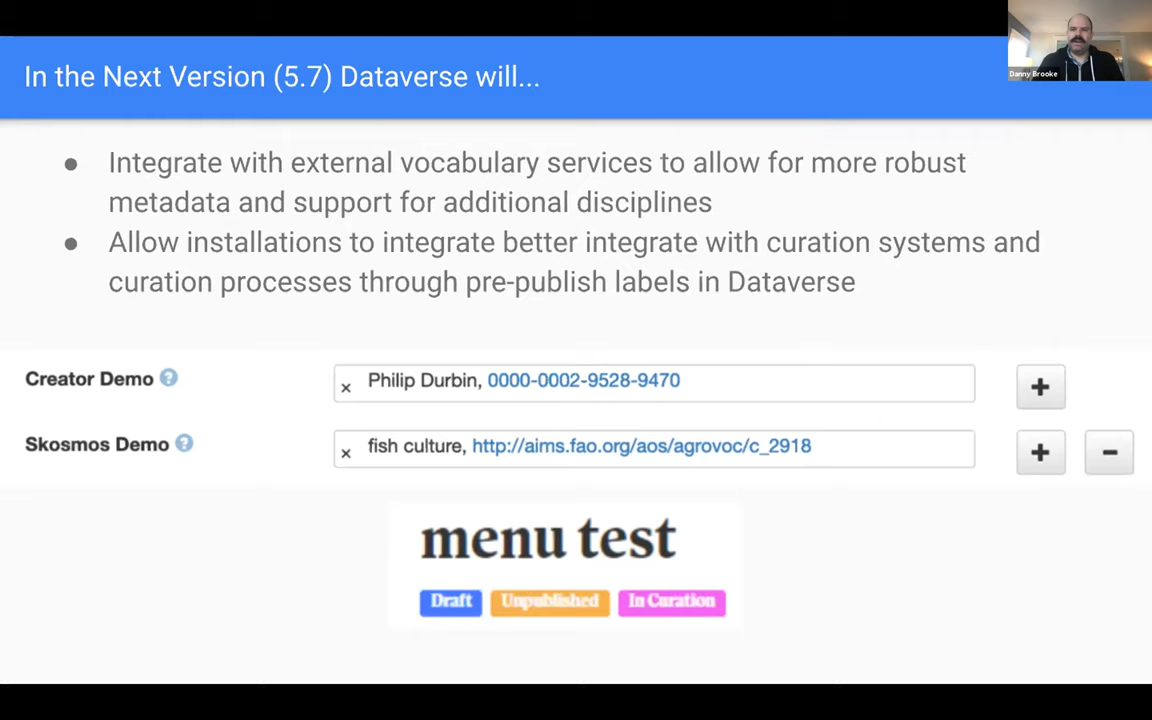 In the Next Version (5.7) Dataverse will...
Danny Brooke
● Integrate with external vocabulary services to allow for more robust
metadata and support for additional disciplines
● Allow installations to integrate better integrate with curation systems and
curation processes through pre-publish labels in Dataverse
Creator Demo ? × Philip Durbin, 0000-0002-9528-9470 +
Skosmos Demo ? × fish culture, http://aims.fao.org/aos/agrovoc/c_2918 + -
menu test
Draft Unpublished In Curation